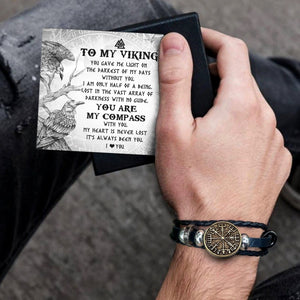 TO MY VIKING
YOU GAVE ME LIGHT ON
THE DARKEST OF MY DAYS
WITHOUT YOU.
I AM ONLY HALF OF A BEING.
LOST IN THE VAST ARRAY OF
DARKNESS WITH NO GUIDE.
YOU ARE
MY COMPASS
WITH YOU.
MY HEART IS NEVER LOST
IT'S ALWAYS BEEN YOU.
I ♥ YOU